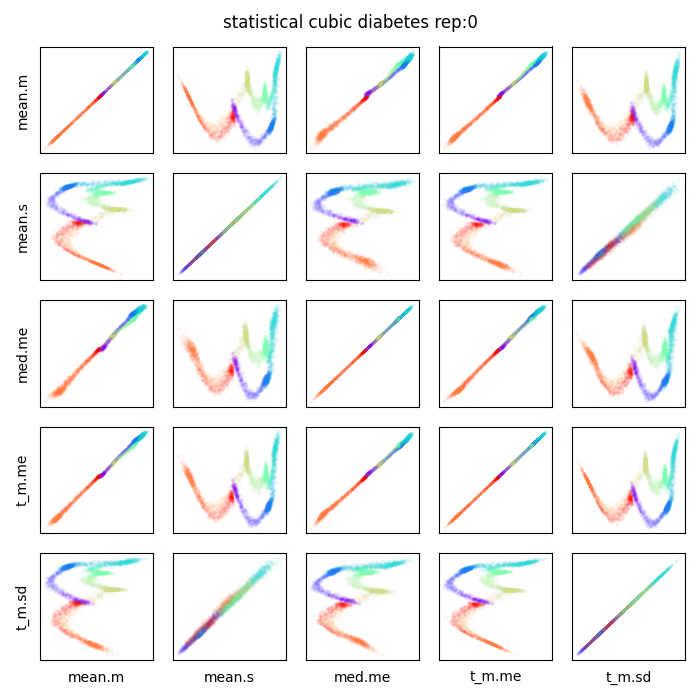 statistical cubic diabetes rep:0
mean.m
mean.s
med.me
t_m.me
t_m.sd
mean.m
mean.s
med.me
t_m.me
t_m.sd